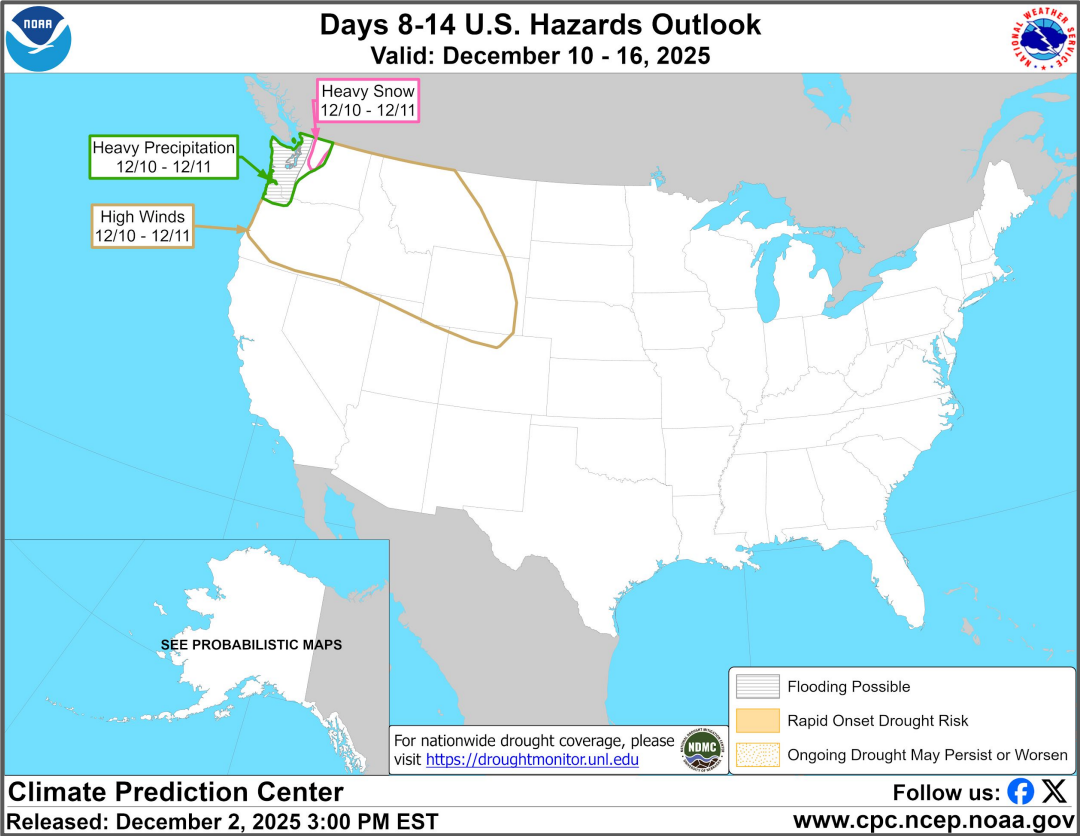 NOAA
Days 8-14 U.S. Hazards Outlook
Valid: December 10 - 16, 2025
NATIONAL WEATHER SERVICE
Heavy Snow
12/10 - 12/11
Heavy Precipitation
12/10 - 12/11
High Winds
12/10 - 12/11
SEE PROBABILISTIC MAPS
For nationwide drought coverage, please
visit https://droughtmonitor.unl.edu
NDMC
Flooding Possible
Rapid Onset Drought Risk
Ongoing Drought May Persist or Worsen
Climate Prediction Center
Follow us:
Released: December 2, 2025 3:00 PM EST
www.cpc.ncep.noaa.gov